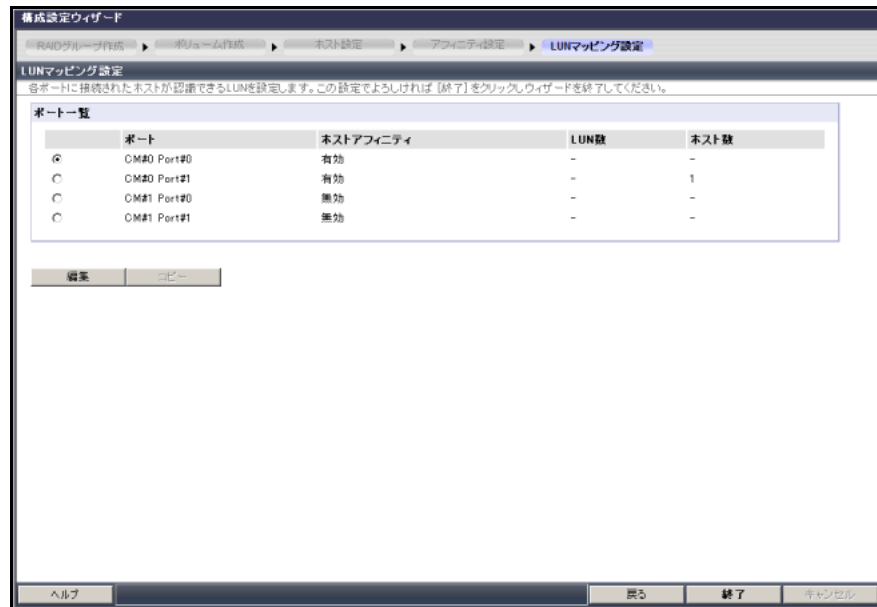 構成設定ウィザード
RAIDグループ作成 ボリューム作成 ホスト設定 アフィニティ設定 LUNマッピング設定
LUNマッピング設定
各ポートに接続されたホストが認識できるLUNを設定します。この設定でよろしければ [終了] をクリックしウィザードを終了してください。
ポート一覧
ポート ホストアフィニティ LUN数 ホスト数
CM#0 Port#0 有効 - -
CM#0 Port#1 有効 - 1
CM#1 Port#0 無効 - -
CM#1 Port#1 無効 - -
編集 コピー
ヘルプ 戻る 終了 キャンセル